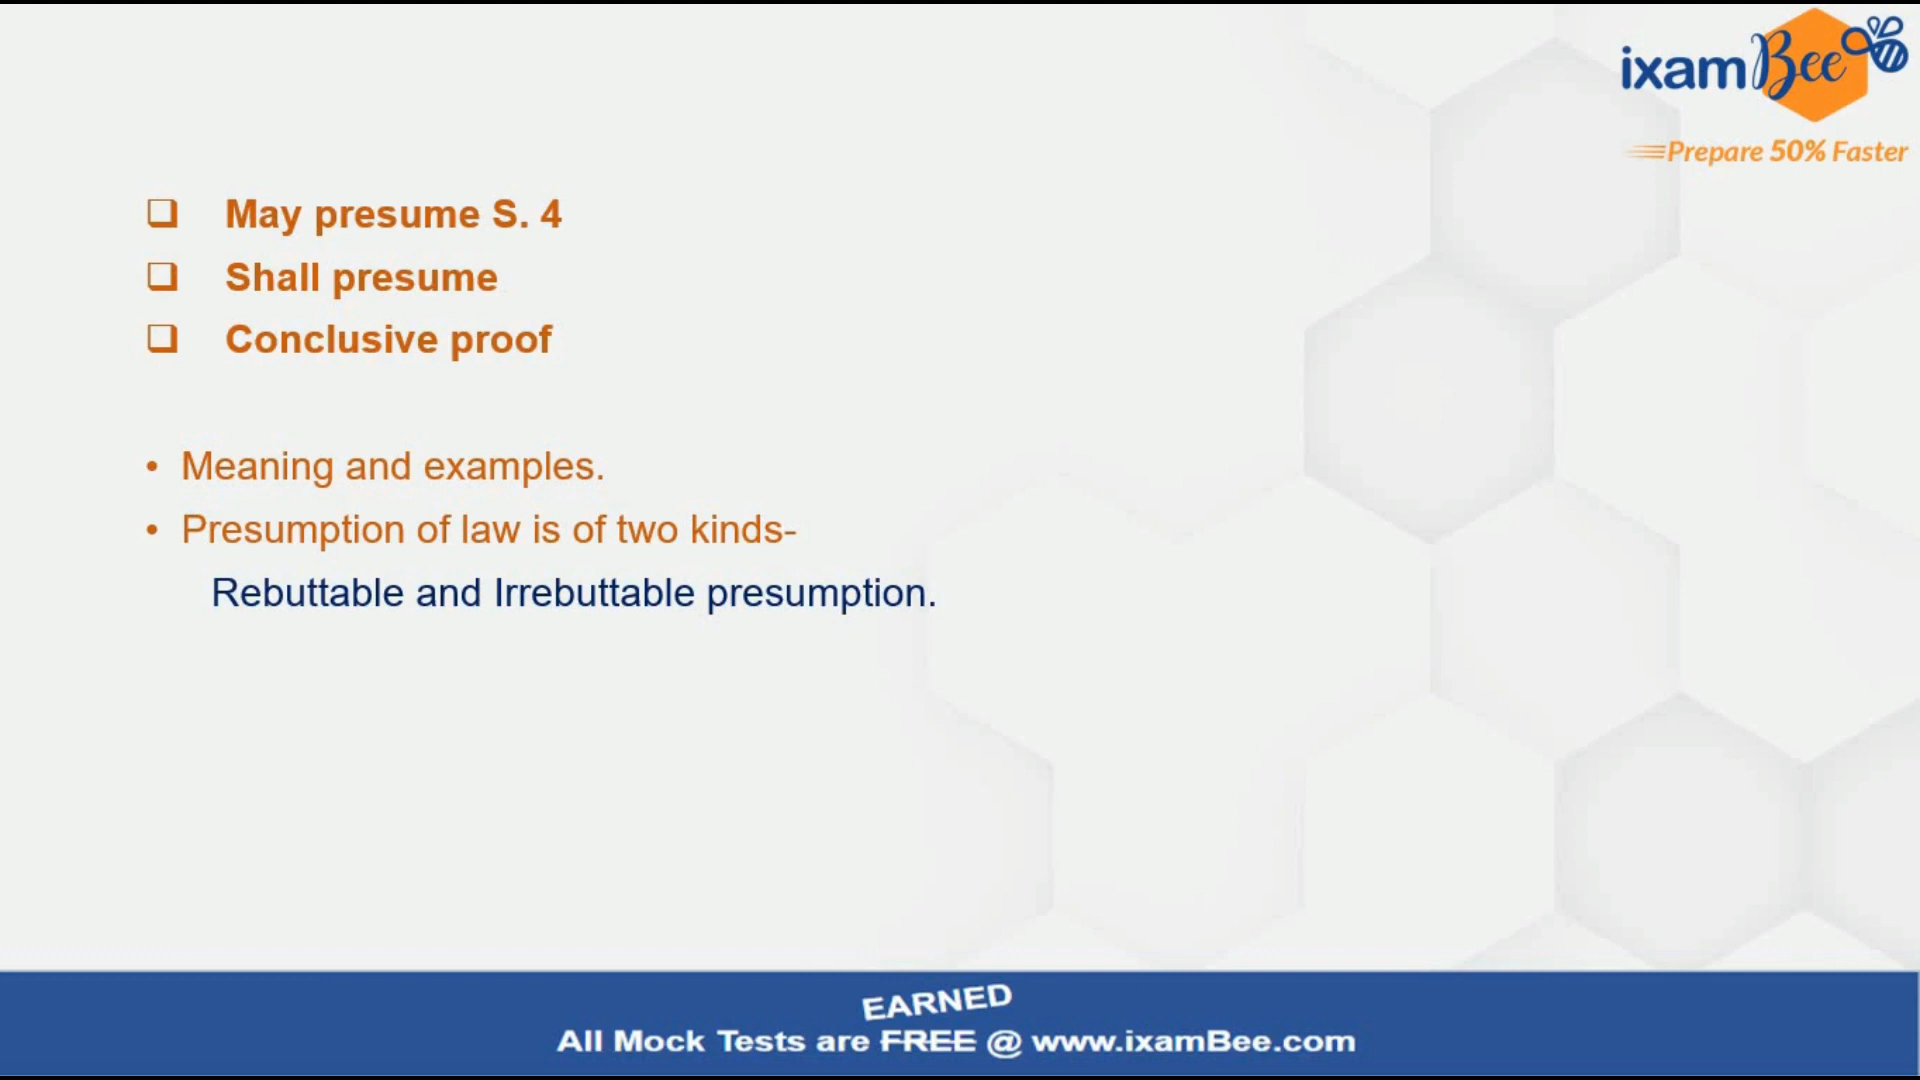 ixamBee
Prepare 50% Faster
❑ May presume S. 4
❑ Shall presume
❑ Conclusive proof
• Meaning and examples.
• Presumption of law is of two kinds-
Rebuttable and Irrebuttable presumption.
EARNED
All Mock Tests are FREE @ www.ixamBee.com